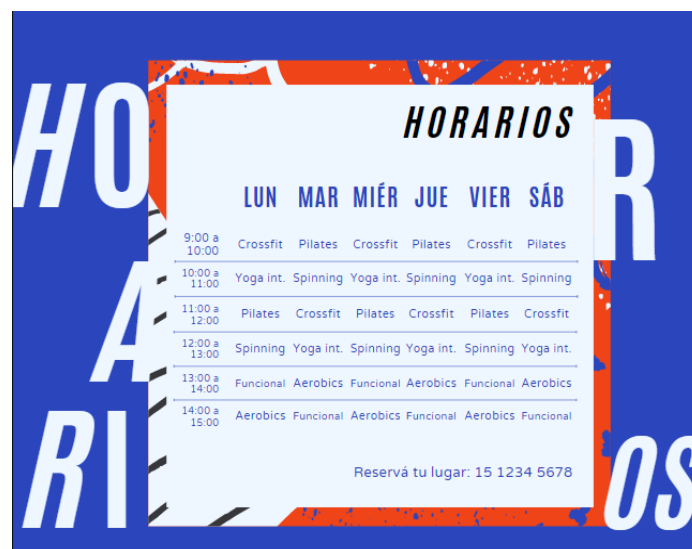 HO
R
A
RI
OS
HORARIOS
LUN MAR MIÉR JUE VIER SÁB
9:00 a 10:00 Crossfit Pilates Crossfit Pilates Crossfit Pilates
10:00 a 11:00 Yoga int. Spinning Yoga int. Spinning Yoga int. Spinning
11:00 a 12:00 Pilates Crossfit Pilates Crossfit Pilates Crossfit
12:00 a 13:00 Spinning Yoga int. Spinning Yoga int. Spinning Yoga int.
13:00 a 14:00 Funcional Aerobics Funcional Aerobics Funcional Aerobics
14:00 a 15:00 Aerobics Funcional Aerobics Funcional Aerobics Funcional
Reservá tu lugar: 15 1234 5678